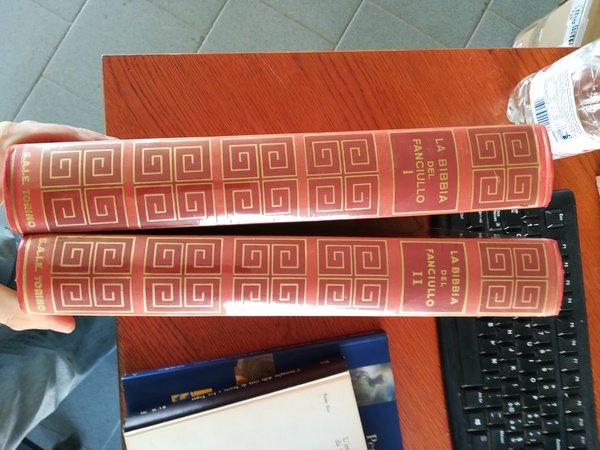 LA BIBBIA
DEL
FANCIULLO
I
S.A.I.E. TORINO
LA BIBBIA
DEL
FANCIULLO
II
S.A.I.E. TORINO